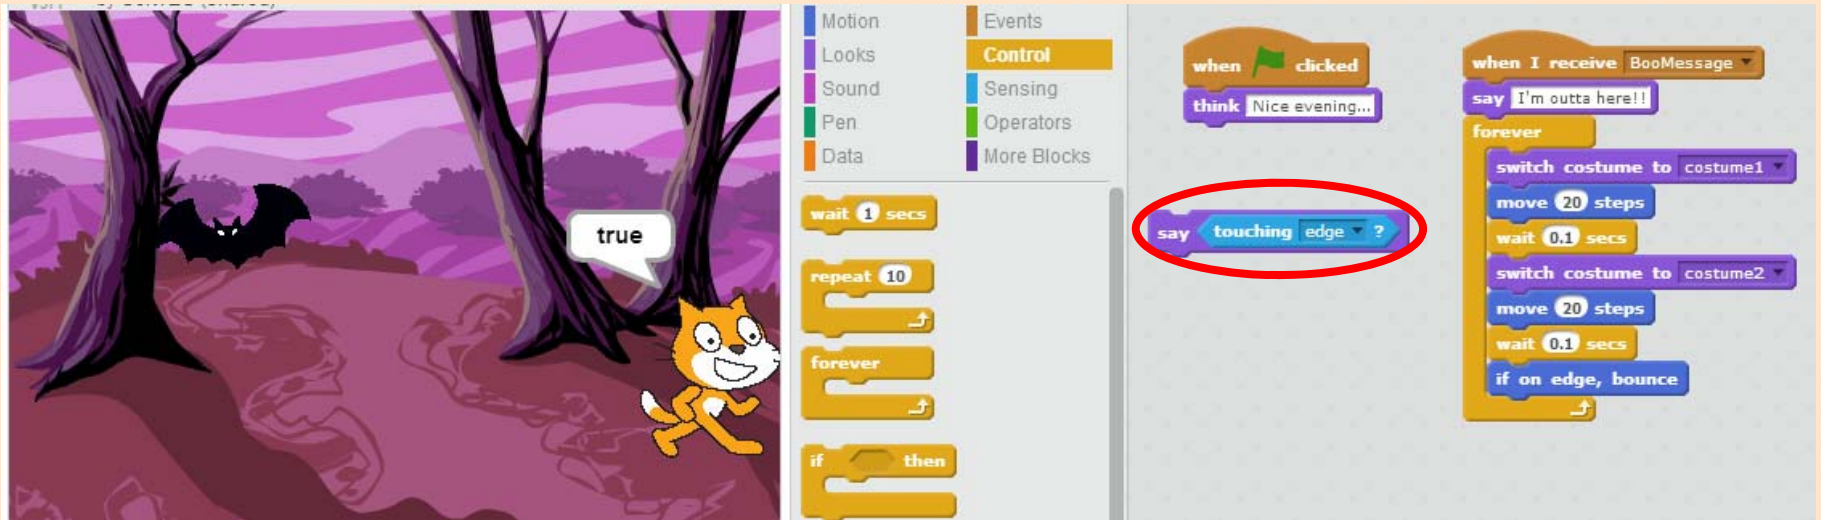 true
Motion
Events
Looks
Control
Sound
Sensing
Pen
Operators
Data
More Blocks
wait 1 secs
repeat 10
forever
if then
when clicked
think Nice evening...
say touching edge ?
when I receive BooMessage
say I'm outta here!!
forever
switch costume to costume1
move 20 steps
wait 0.1 secs
switch costume to costume2
move 20 steps
wait 0.1 secs
if on edge, bounce